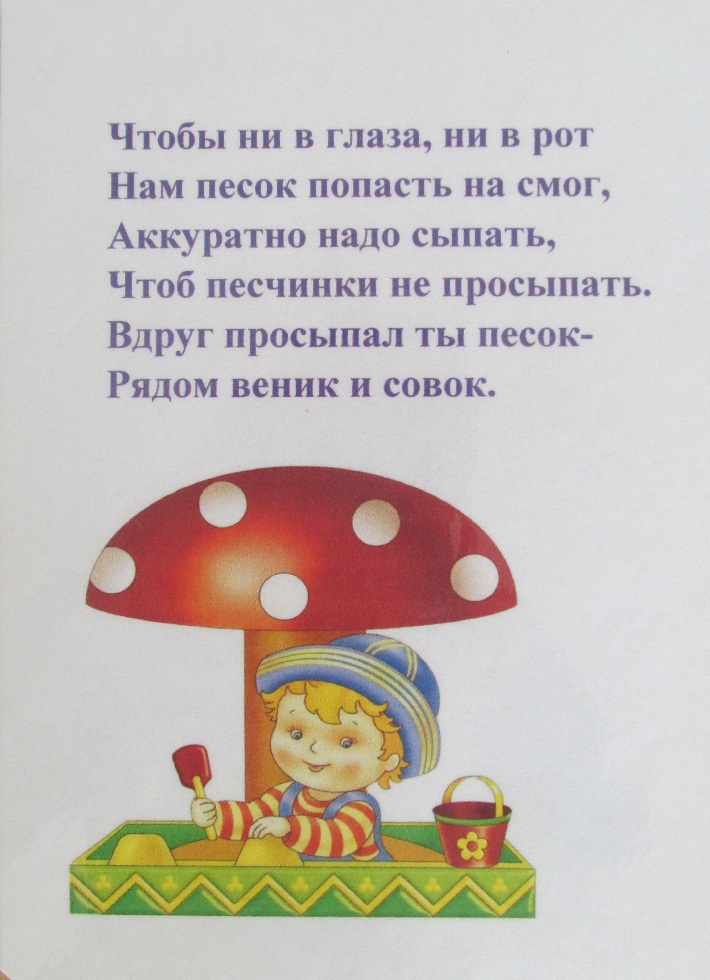 Чтобы ни в глаза, ни в рот
Нам песок попасть на смог,
Аккуратно надо сыпать,
Чтоб песчинки не просыпать.
Вдруг просыпал ты песок-
Рядом веник и совок.